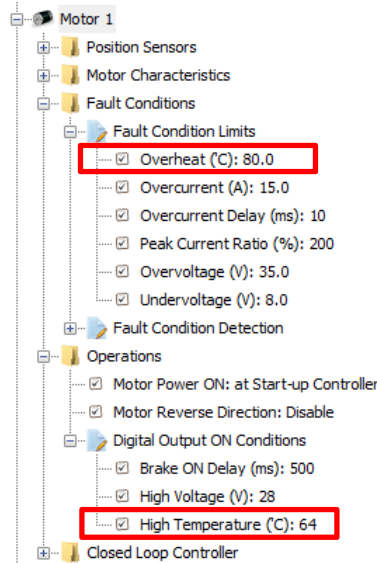 Motor 1
Position Sensors
Motor Characteristics
Fault Conditions
Fault Condition Limits
Overheat (˚C): 80.0
Overcurrent (A): 15.0
Overcurrent Delay (ms): 10
Peak Current Ratio (%): 200
Overvoltage (V): 35.0
Undervoltage (V): 8.0
Fault Condition Detection
Operations
Motor Power ON: at Start-up Controller
Motor Reverse Direction: Disable
Digital Output ON Conditions
Brake ON Delay (ms): 500
High Voltage (V): 28
High Temperature (˚C): 64
Closed Loop Controller